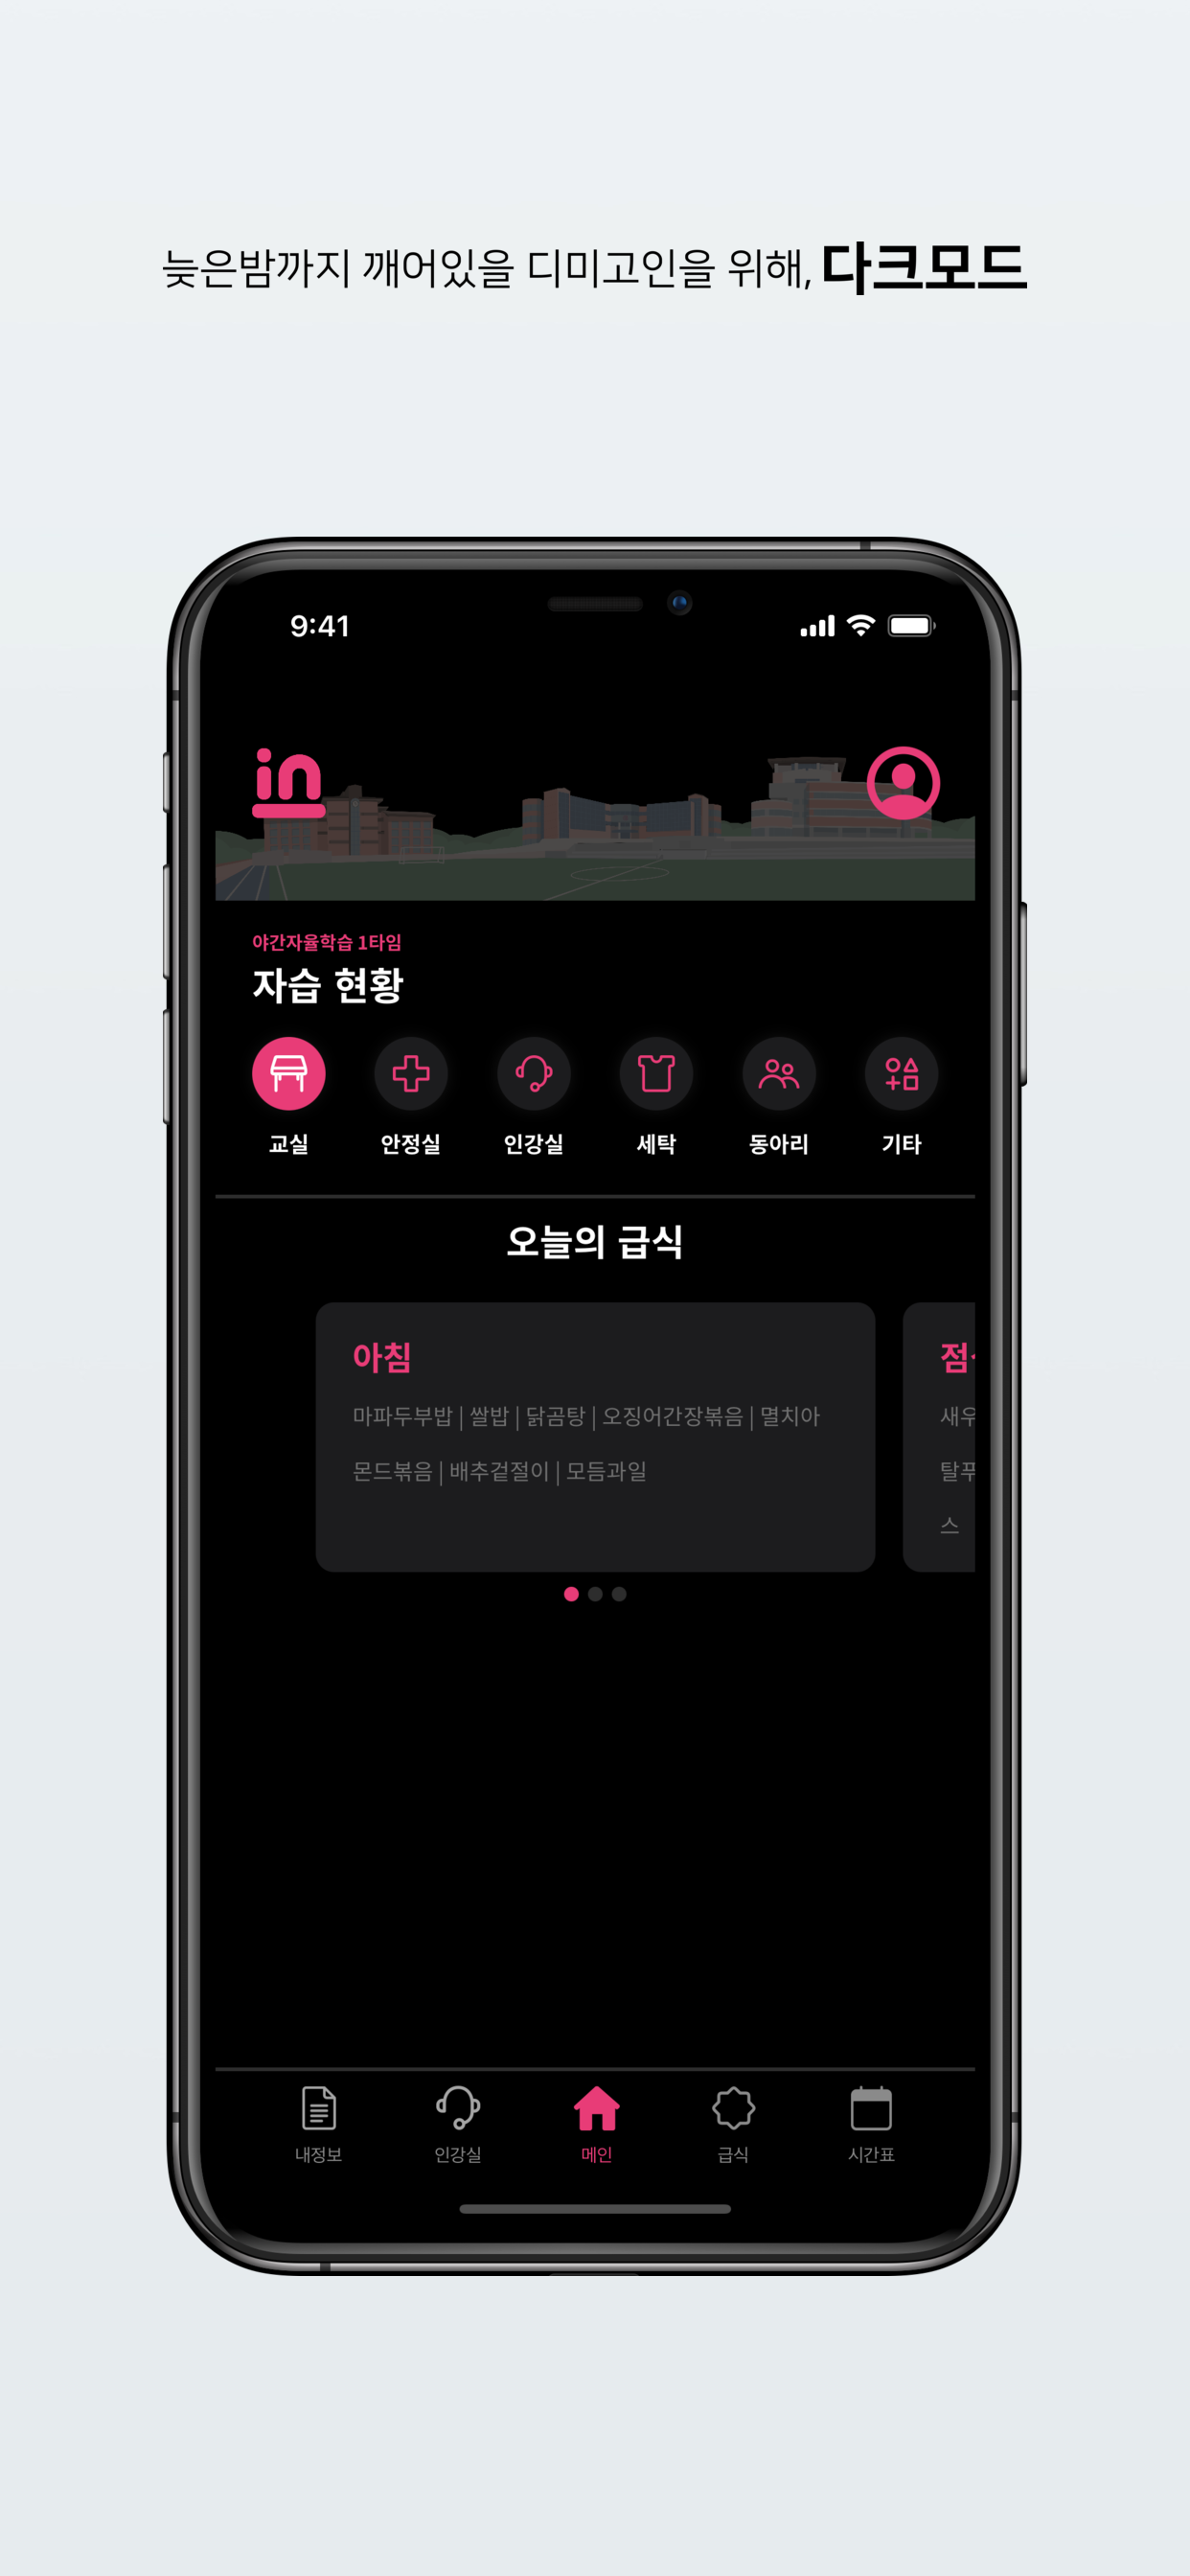 늦은밤까지 깨어있을 디미고인을 위해, 다크모드
9:41
in
야간자율학습 1타임
자습 현황
교실 안정실 인강실 세탁 동아리 기타
오늘의 급식
아침
마파두부밥 | 쌀밥 | 닭곰탕 | 오징어간장볶음 | 멸치아
몬드볶음 | 배추겉절이 | 모듬과일
점
새우
탈푸
스
내정보 인강실 메인 급식 시간표